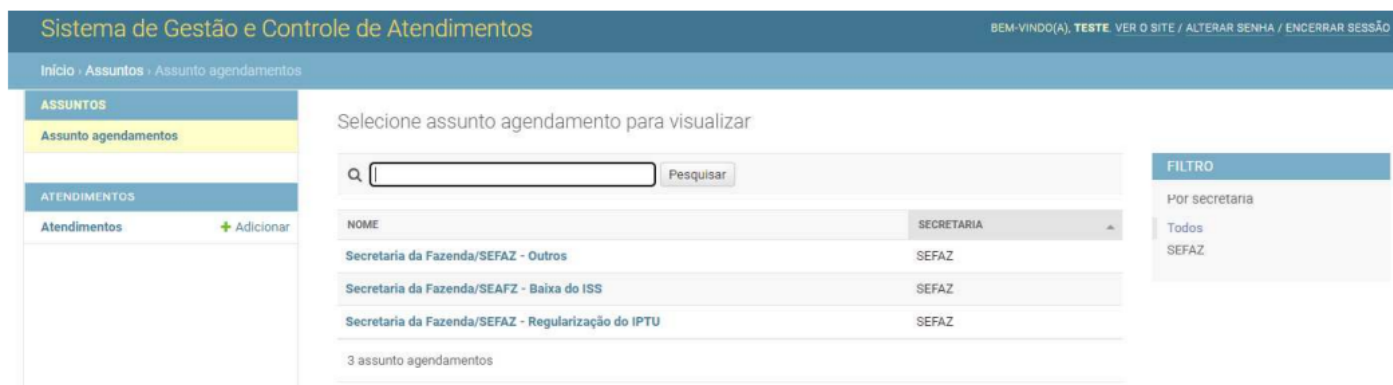 Sistema de Gestão e Controle de Atendimentos
BEM-VINDO(A), TESTE. VER O SITE / ALTERAR SENHA / ENCERRAR SESSÃO
Início › Assuntos › Assunto agendamentos
ASSUNTOS
Assunto agendamentos
ATENDIMENTOS
Atendimentos + Adicionar
Selecione assunto agendamento para visualizar
Pesquisar
NOME SECRETARIA
Secretaria da Fazenda/SEFAZ - Outros SEFAZ
Secretaria da Fazenda/SEAFZ - Baixa do ISS SEFAZ
Secretaria da Fazenda/SEFAZ - Regularização do IPTU SEFAZ
3 assunto agendamentos
FILTRO
Por secretaria
Todos
SEFAZ